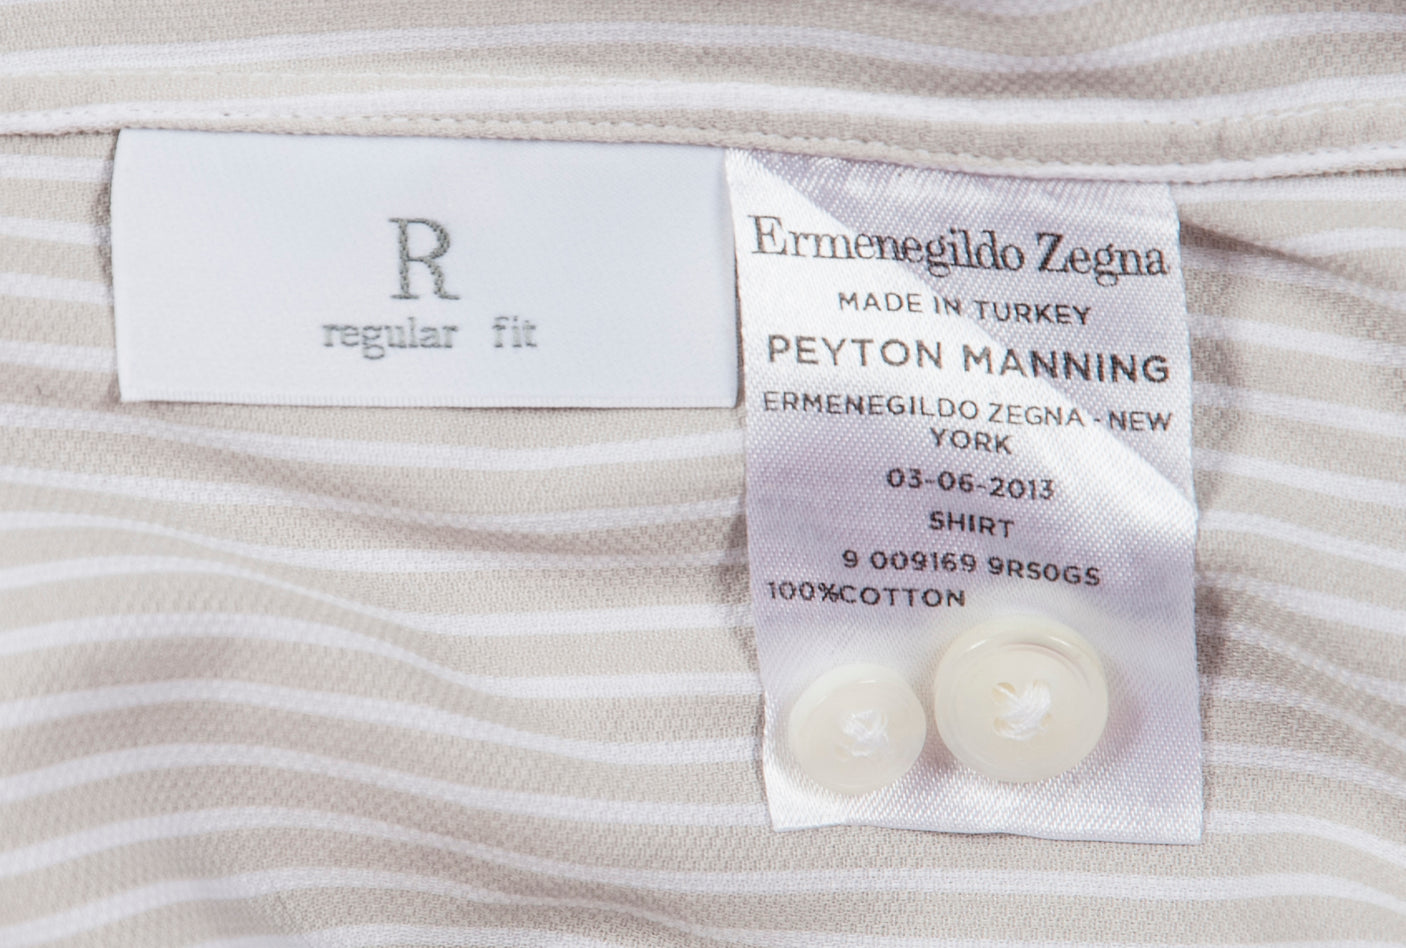 R
regular fit
Ermenegildo Zegna
MADE IN TURKEY
PEYTON MANNING
ERMENEGILDO ZEGNA - NEW
YORK
03-06-2013
SHIRT
9 009169 9RS0GS
100%COTTON